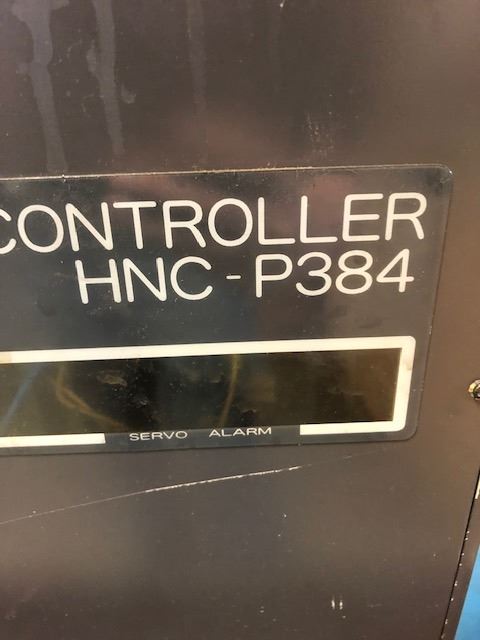 CONTROLLER
HNC-P384
SERVO ALARM